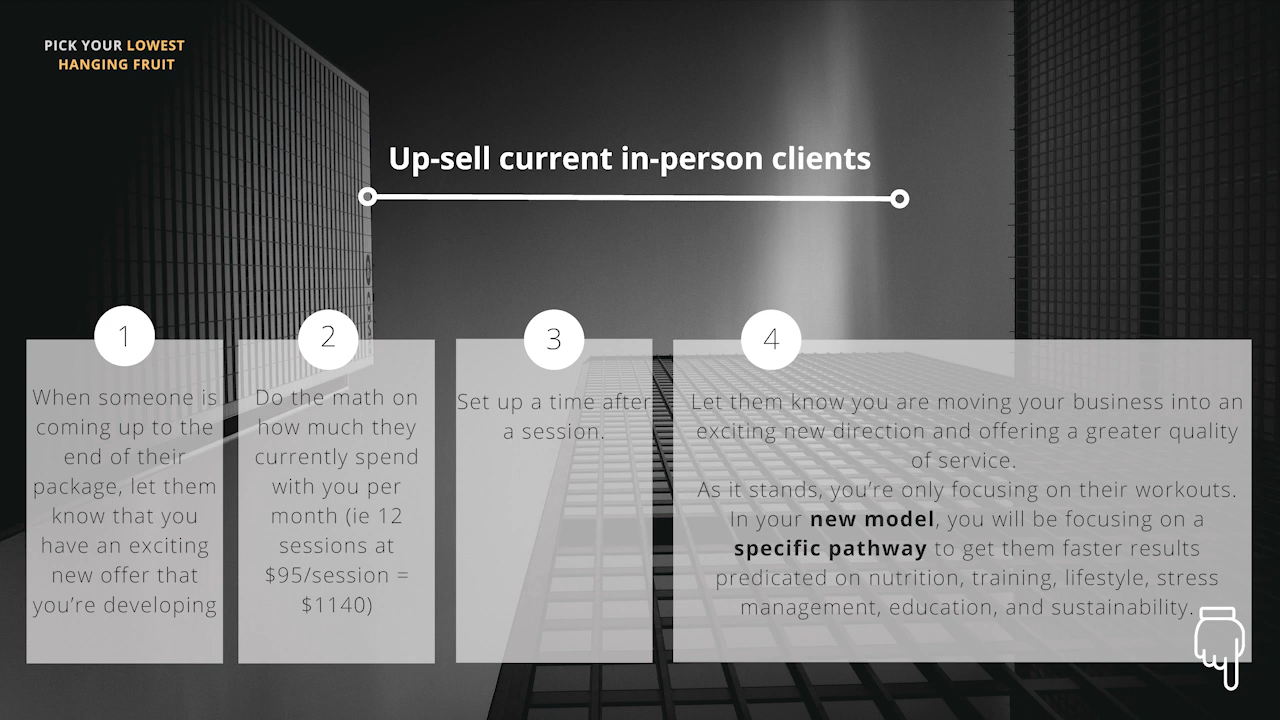 PICK YOUR LOWEST
HANGING FRUIT
Up-sell current in-person clients
1
When someone is
coming up to the
end of their
package, let them
know that you
have an exciting
new offer that
you're developing
2
Do the math on
how much they
currently spend
with you per
month (ie 12
sessions at
$95/session =
$1140)
3
Set up a time after
a session.
4
Let them know you are moving your business into an
exciting new direction and offering a greater quality
of service.
As it stands, you're only focusing on their workouts.
In your new model, you will be focusing on a
specific pathway to get them faster results
predicated on nutrition, training, lifestyle, stress
management, education, and sustainability.